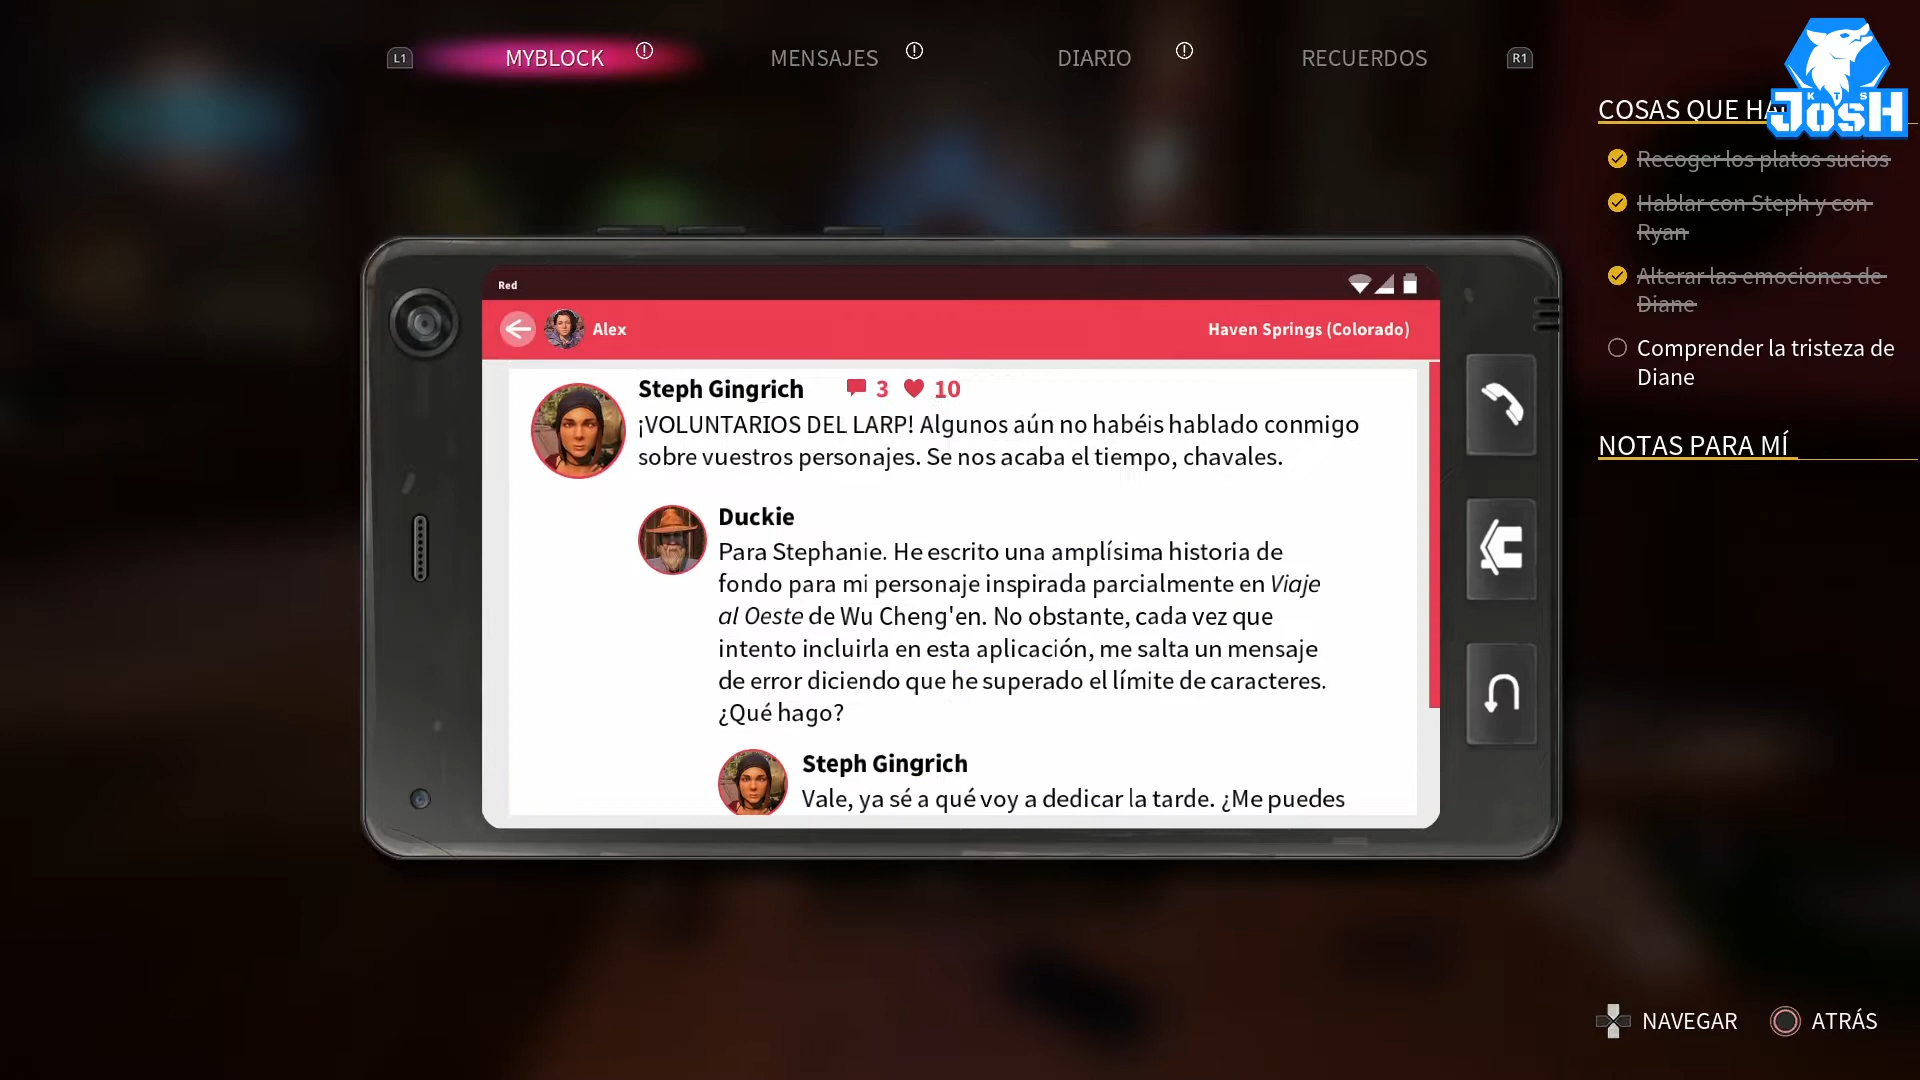 L1
MYBLOCK
MENSAJES
DIARIO
RECUERDOS
R1
KTS
JOSH
COSAS QUE
Recoger los platos sucios
Hablar con Steph y con
Ryan
Alterar las emociones de
Diane
Comprender la tristeza de
Diane
NOTAS PARA MÍ
Red
Alex
Haven Springs (Colorado)
Steph Gingrich 3 10
¡VOLUNTARIOS DEL LARP! Algunos aún no habéis hablado conmigo
sobre vuestros personajes. Se nos acaba el tiempo, chavales.
Duckie
Para Stephanie. He escrito una amplísima historia de
fondo para mi personaje inspirada parcialmente en Viaje
al Oeste de Wu Cheng'en. No obstante, cada vez que
intento incluirla en esta aplicación, me salta un mensaje
de error diciendo que he superado el límite de caracteres.
¿Qué hago?
Steph Gingrich
Vale, ya sé a qué voy a dedicar la tarde. ¿Me puedes
NAVEGAR
ATRÁS